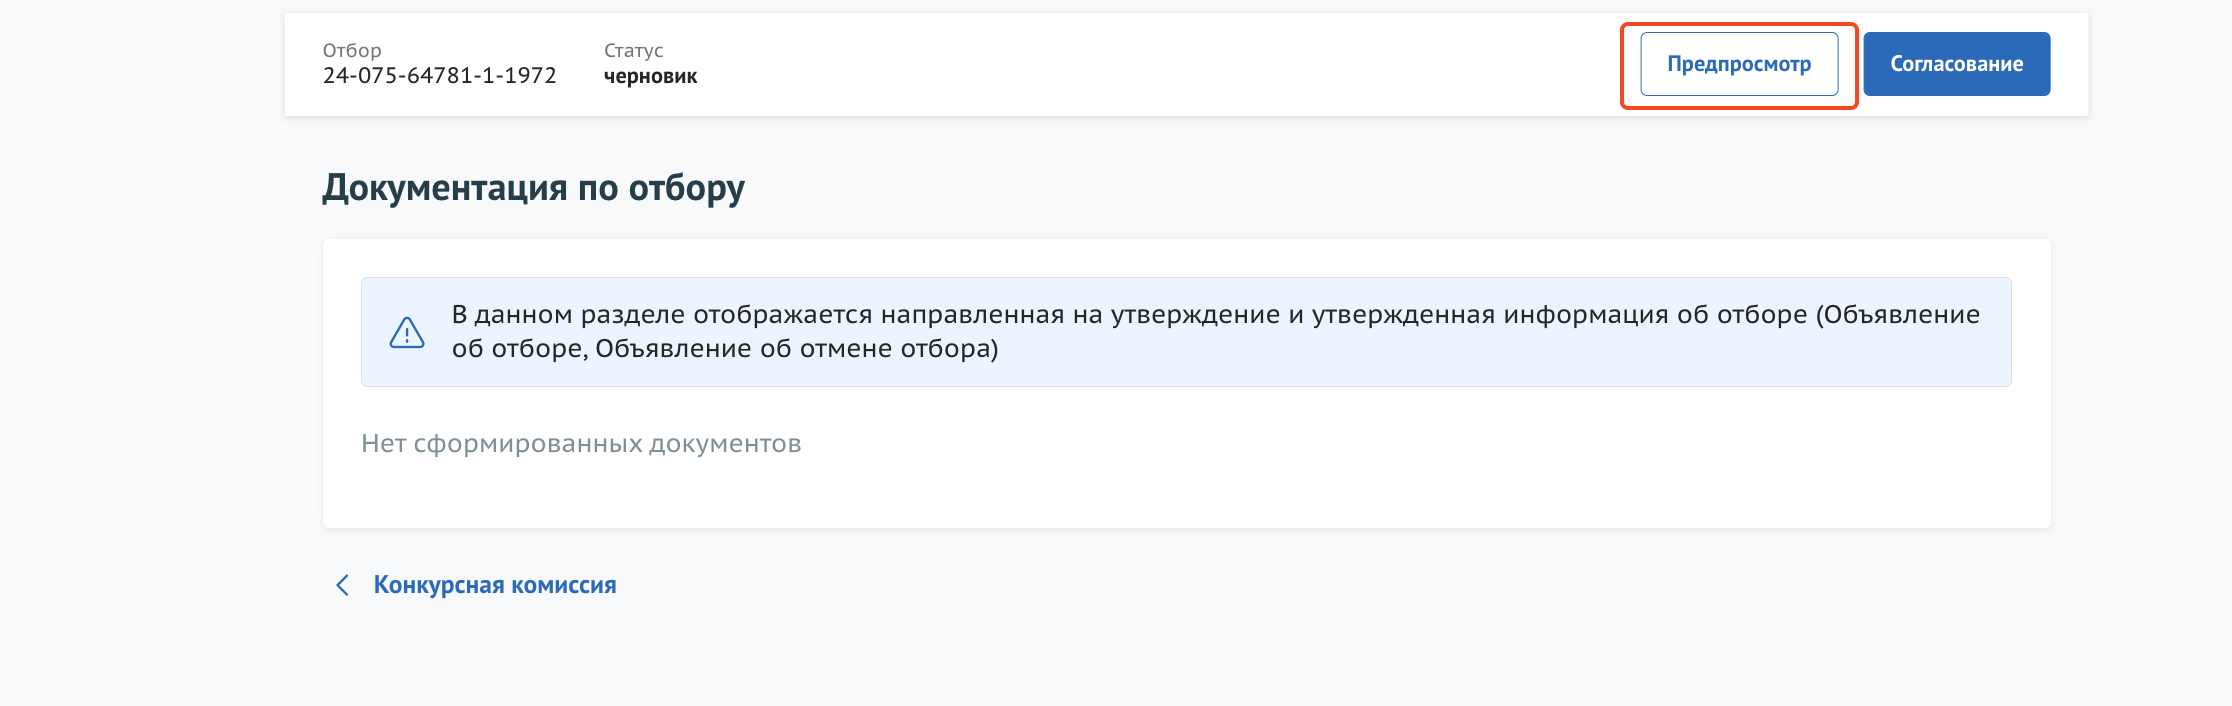 Отбор
24-075-64781-1-1972
Статус
черновик
Предпросмотр
Согласование
Документация по отбору
В данном разделе отображается направленная на утверждение и утвержденная информация об отборе (Объявление
об отборе, Объявление об отмене отбора)
Нет сформированных документов
Конкурсная комиссия